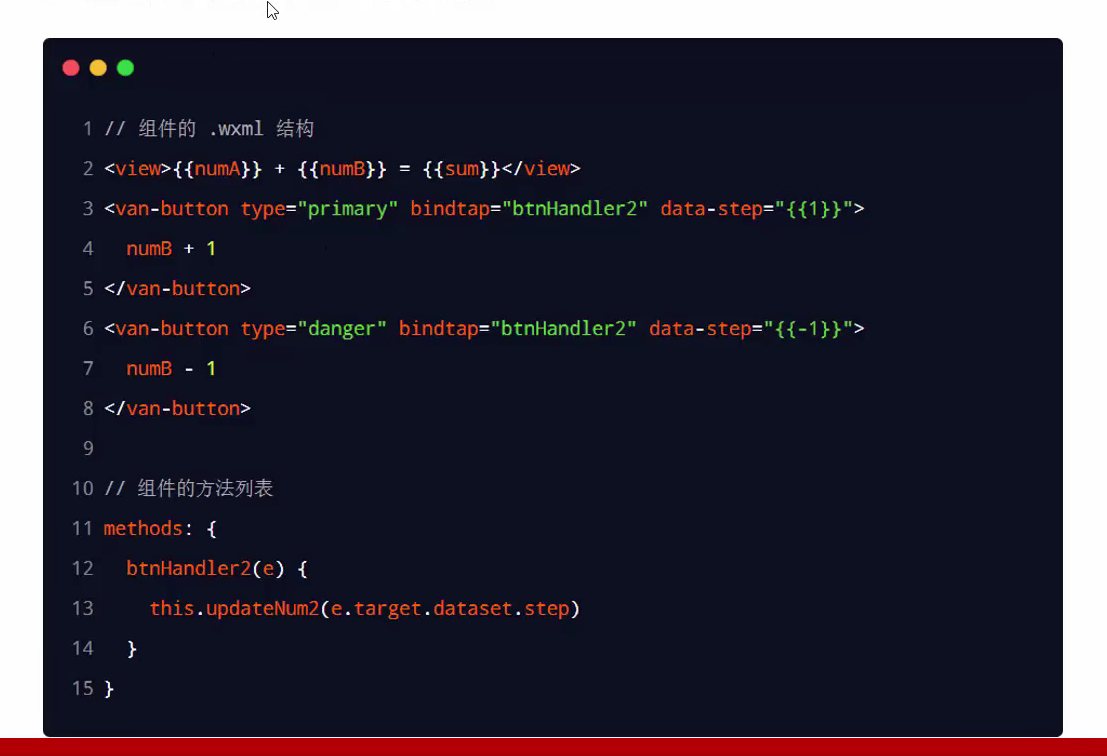 1 // 组件的 .wxml 结构
2 <view>{{numA}} + {{numB}} = {{sum}}</view>
3 <van-button type="primary" bindtap="btnHandler2" data-step="{{1}}">
4   numB + 1
5 </van-button>
6 <van-button type="danger" bindtap="btnHandler2" data-step="{{-1}}">
7   numB - 1
8 </van-button>
9
10 // 组件的方法列表
11 methods: {
12   btnHandler2(e) {
13     this.updateNum2(e.target.dataset.step)
14   }
15 }